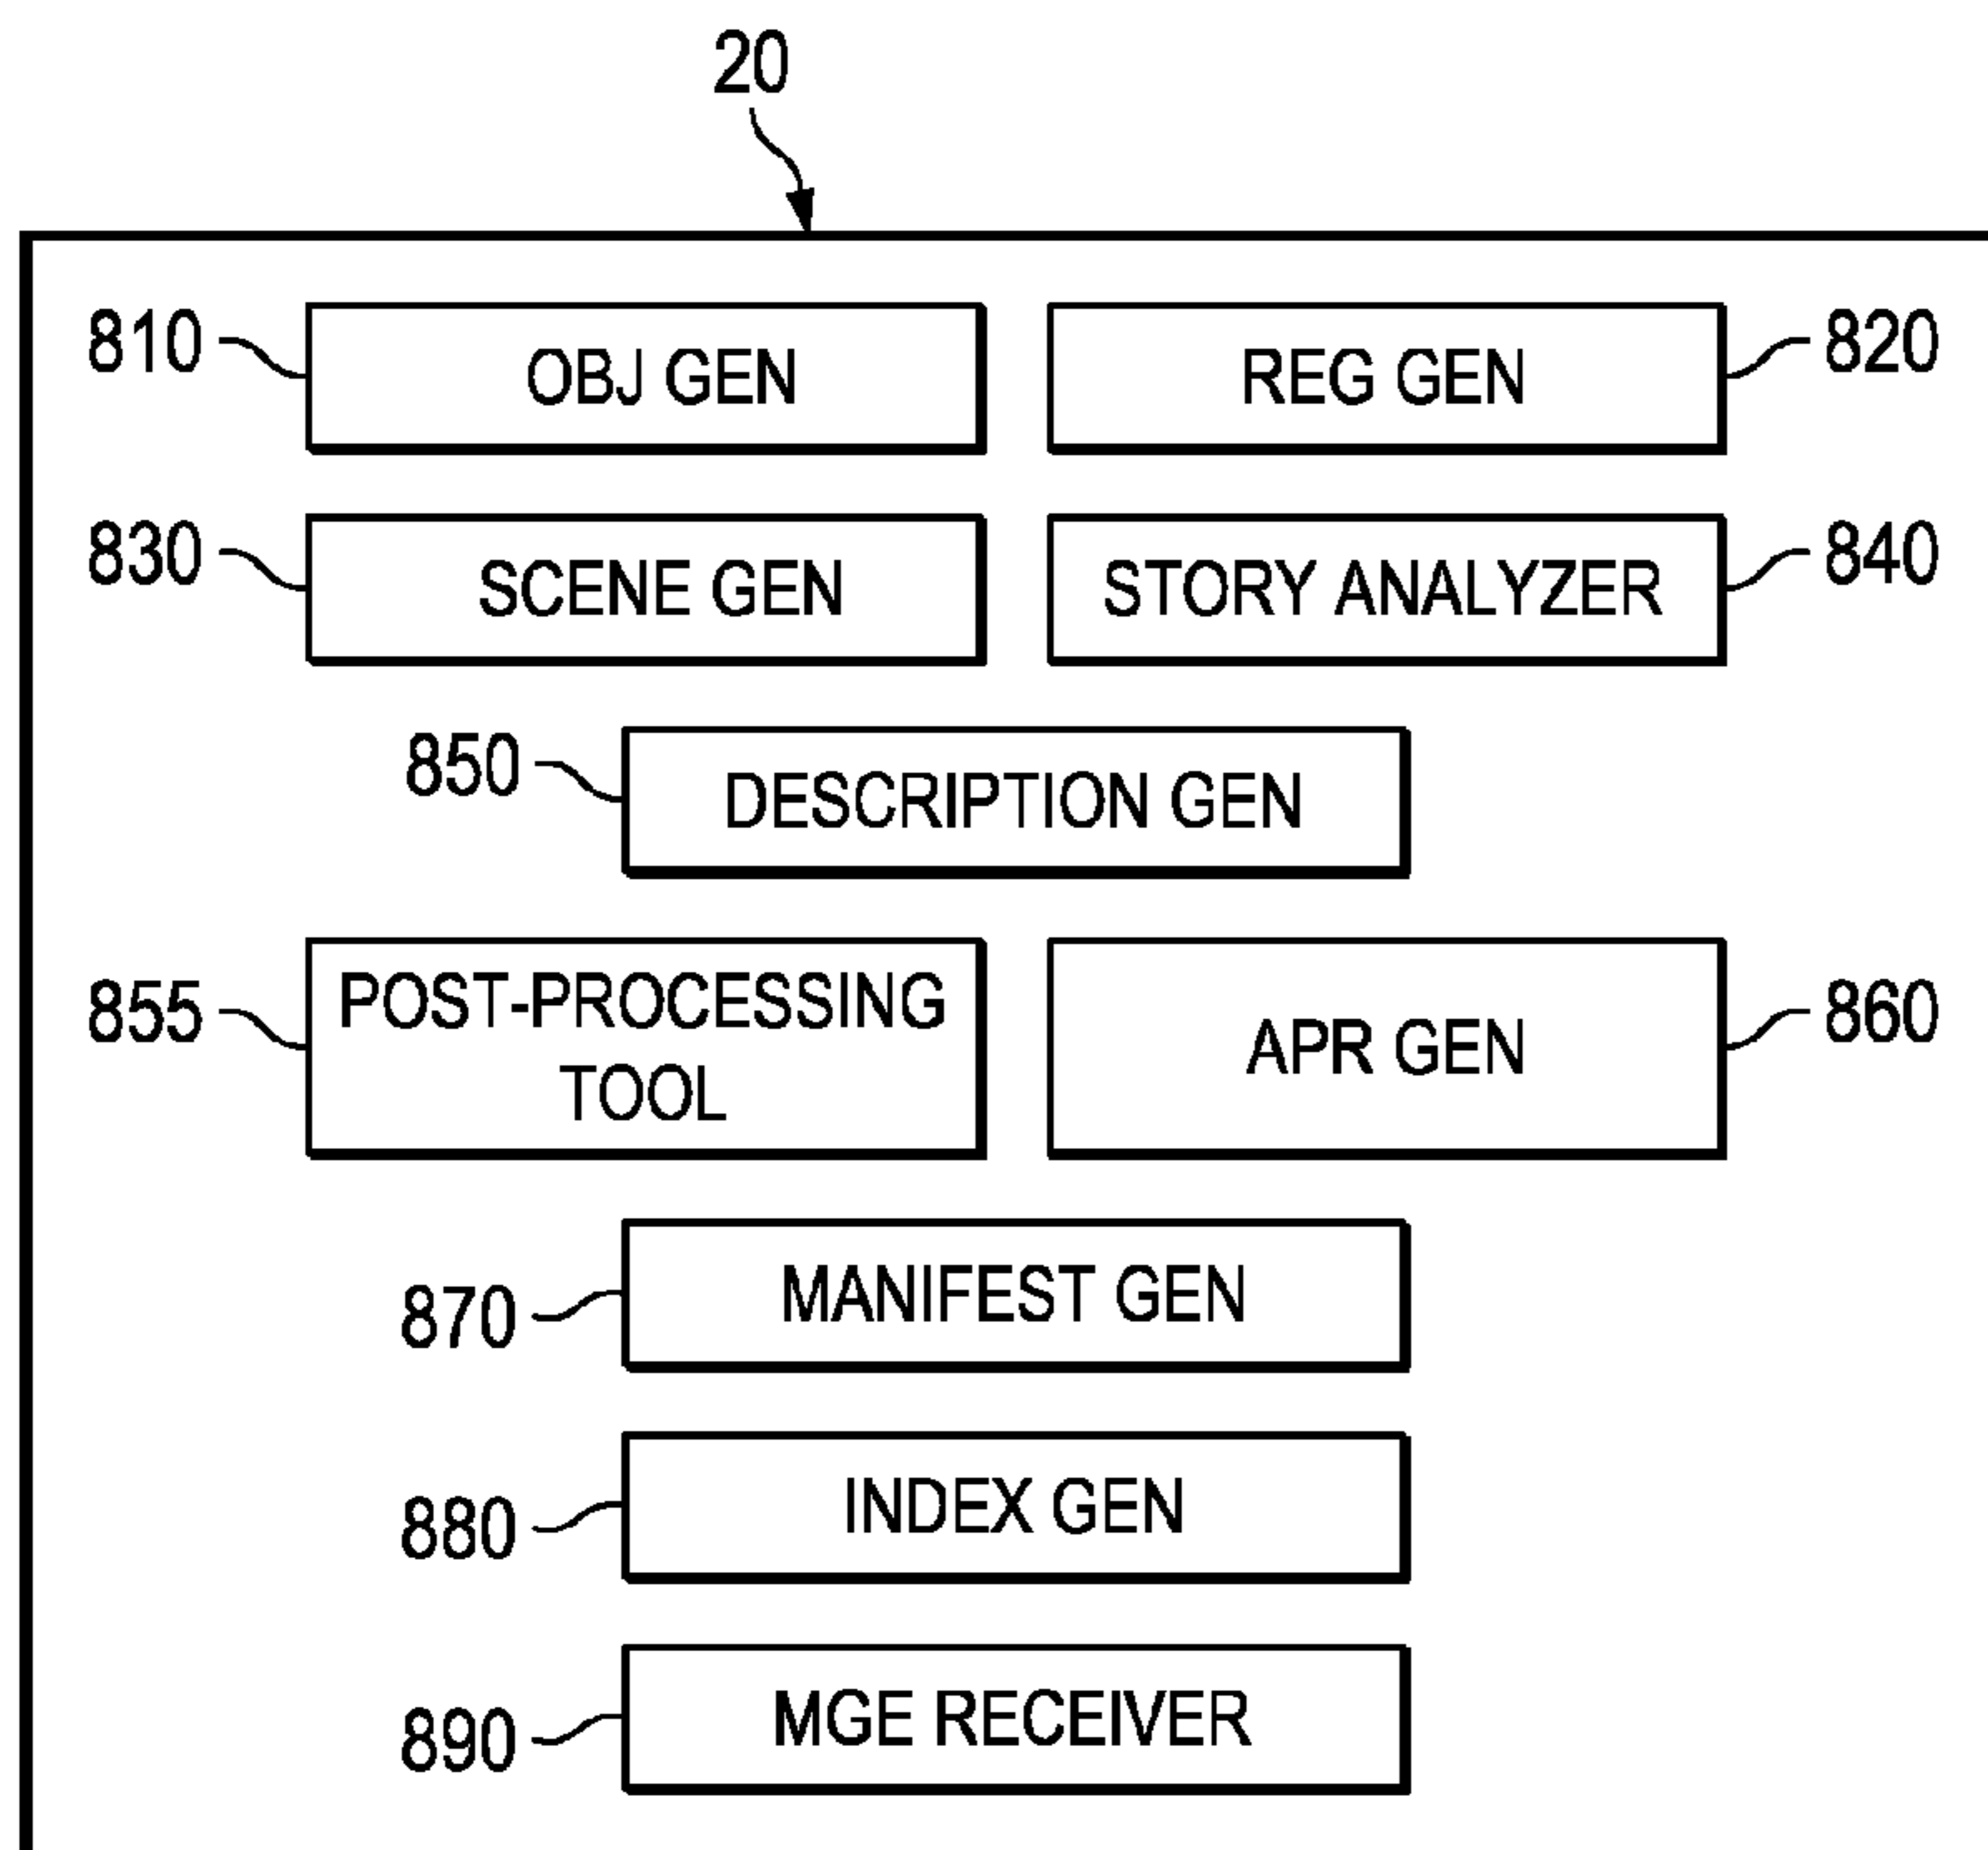 20
810 OBJ GEN REG GEN 820
830 SCENE GEN STORY ANALYZER 840
850 DESCRIPTION GEN
855 POST-PROCESSING TOOL APR GEN 860
870 MANIFEST GEN
880 INDEX GEN
890 MGE RECEIVER